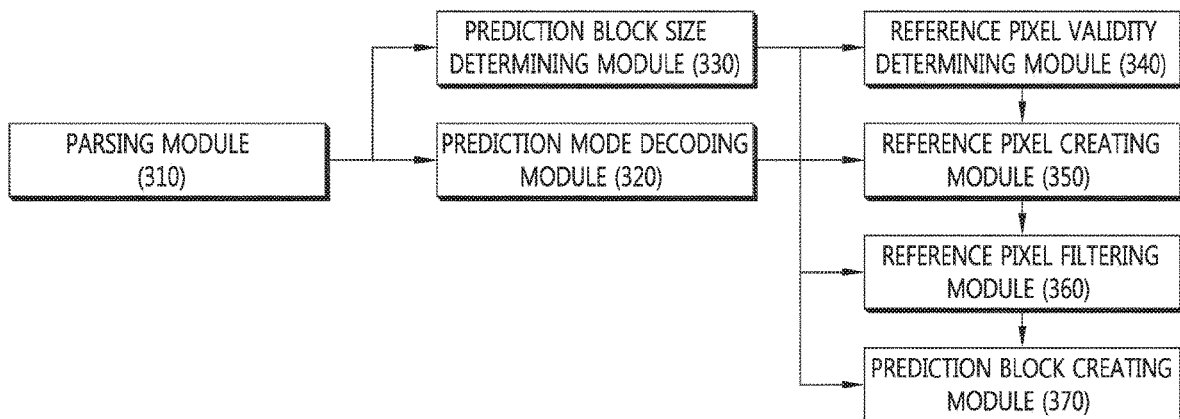 PARSING MODULE
(310)
PREDICTION BLOCK SIZE
DETERMINING MODULE (330)
PREDICTION MODE DECODING
MODULE (320)
REFERENCE PIXEL VALIDITY
DETERMINING MODULE (340)
REFERENCE PIXEL CREATING
MODULE (350)
REFERENCE PIXEL FILTERING
MODULE (360)
PREDICTION BLOCK CREATING
MODULE (370)